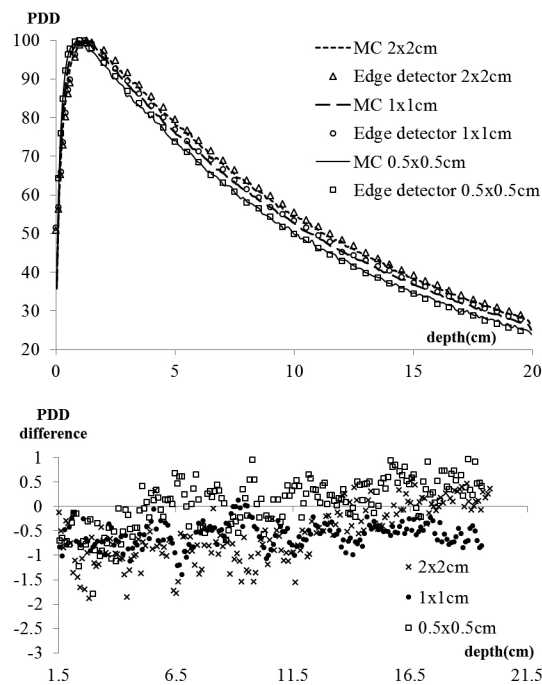 PDD
100
90
80
70
60
50
40
30
20
0
5
10
15
20
depth(cm)
MC 2x2cm
Edge detector 2x2cm
MC 1x1cm
Edge detector 1x1cm
MC 0.5x0.5cm
Edge detector 0.5x0.5cm
PDD
difference
1
0.5
0
-0.5
-1
-1.5
-2
-2.5
-3
2x2cm
1x1cm
0.5x0.5cm
depth(cm)
1.5
6.5
11.5
16.5
21.5